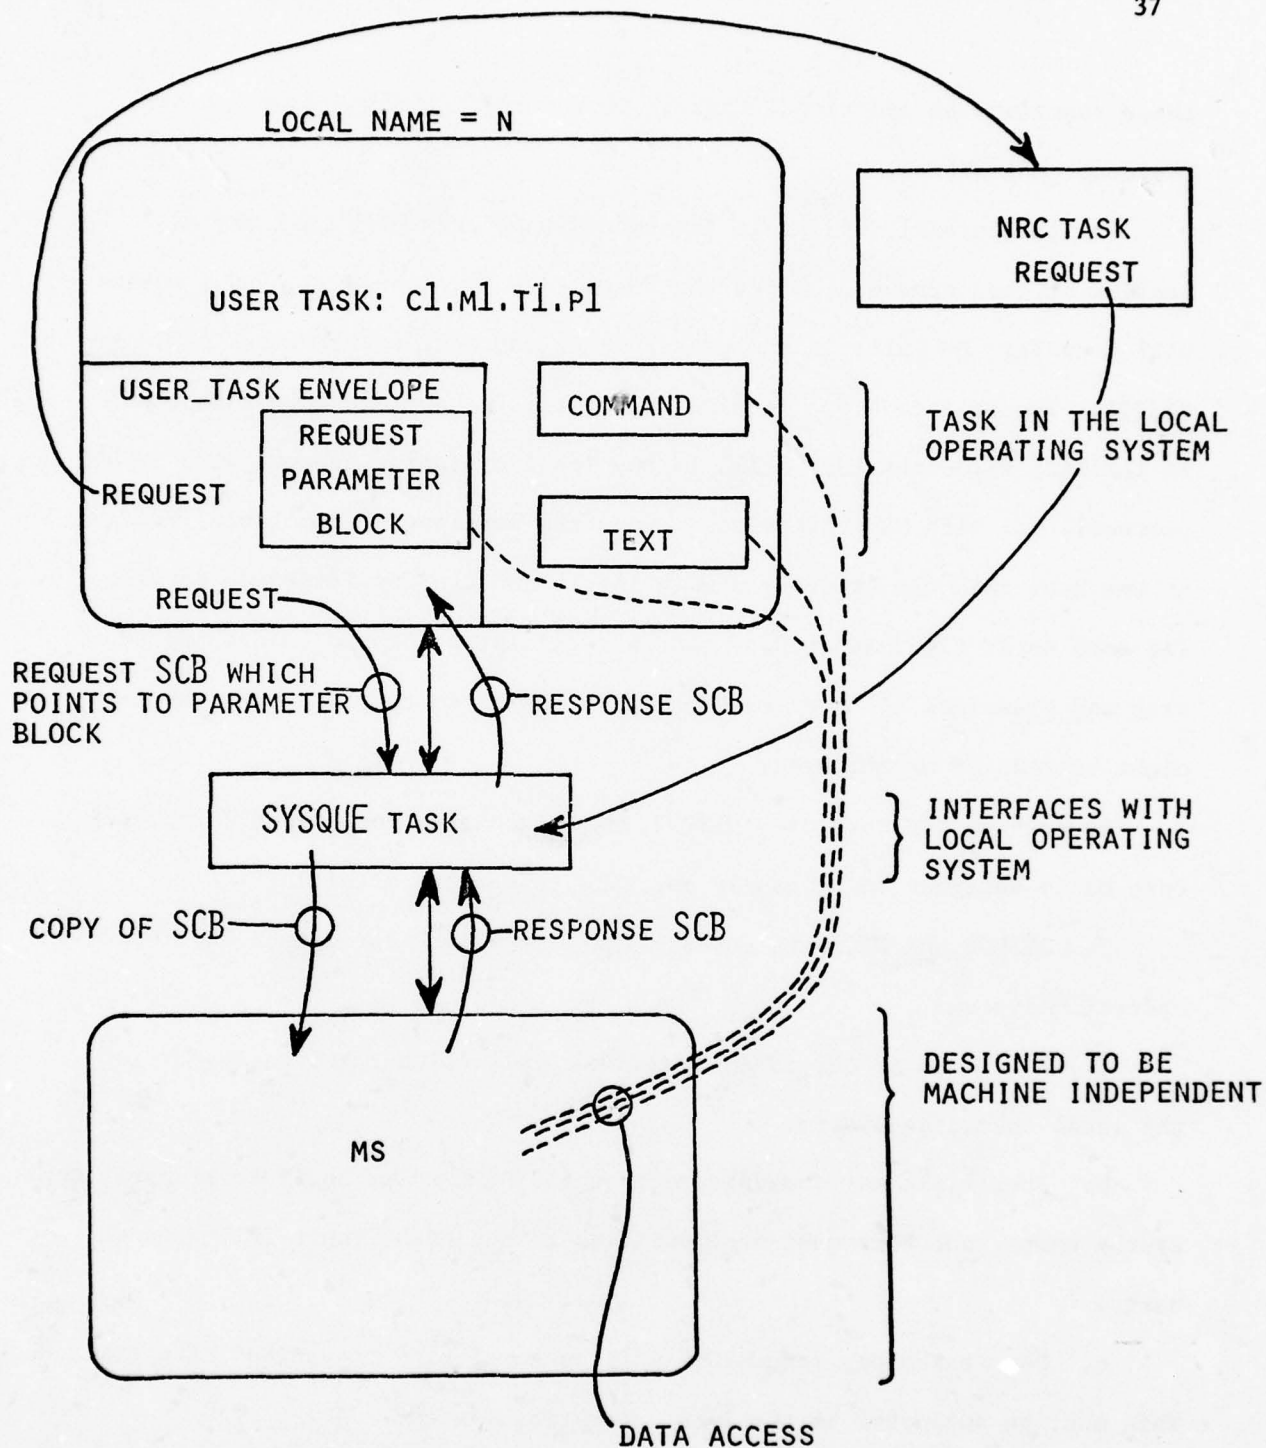 37
LOCAL NAME = N
NRC TASK
REQUEST
USER TASK: C1.M1.T1.P1
USER_TASK ENVELOPE
REQUEST
PARAMETER
BLOCK
COMMAND
TASK IN THE LOCAL
OPERATING SYSTEM
REQUEST
TEXT
REQUEST
REQUEST SCB WHICH
POINTS TO PARAMETER
BLOCK
RESPONSE SCB
SYSQUE TASK
INTERFACES WITH
LOCAL OPERATING
SYSTEM
COPY OF SCB
RESPONSE SCB
DESIGNED TO BE
MACHINE INDEPENDENT
MS
DATA ACCESS